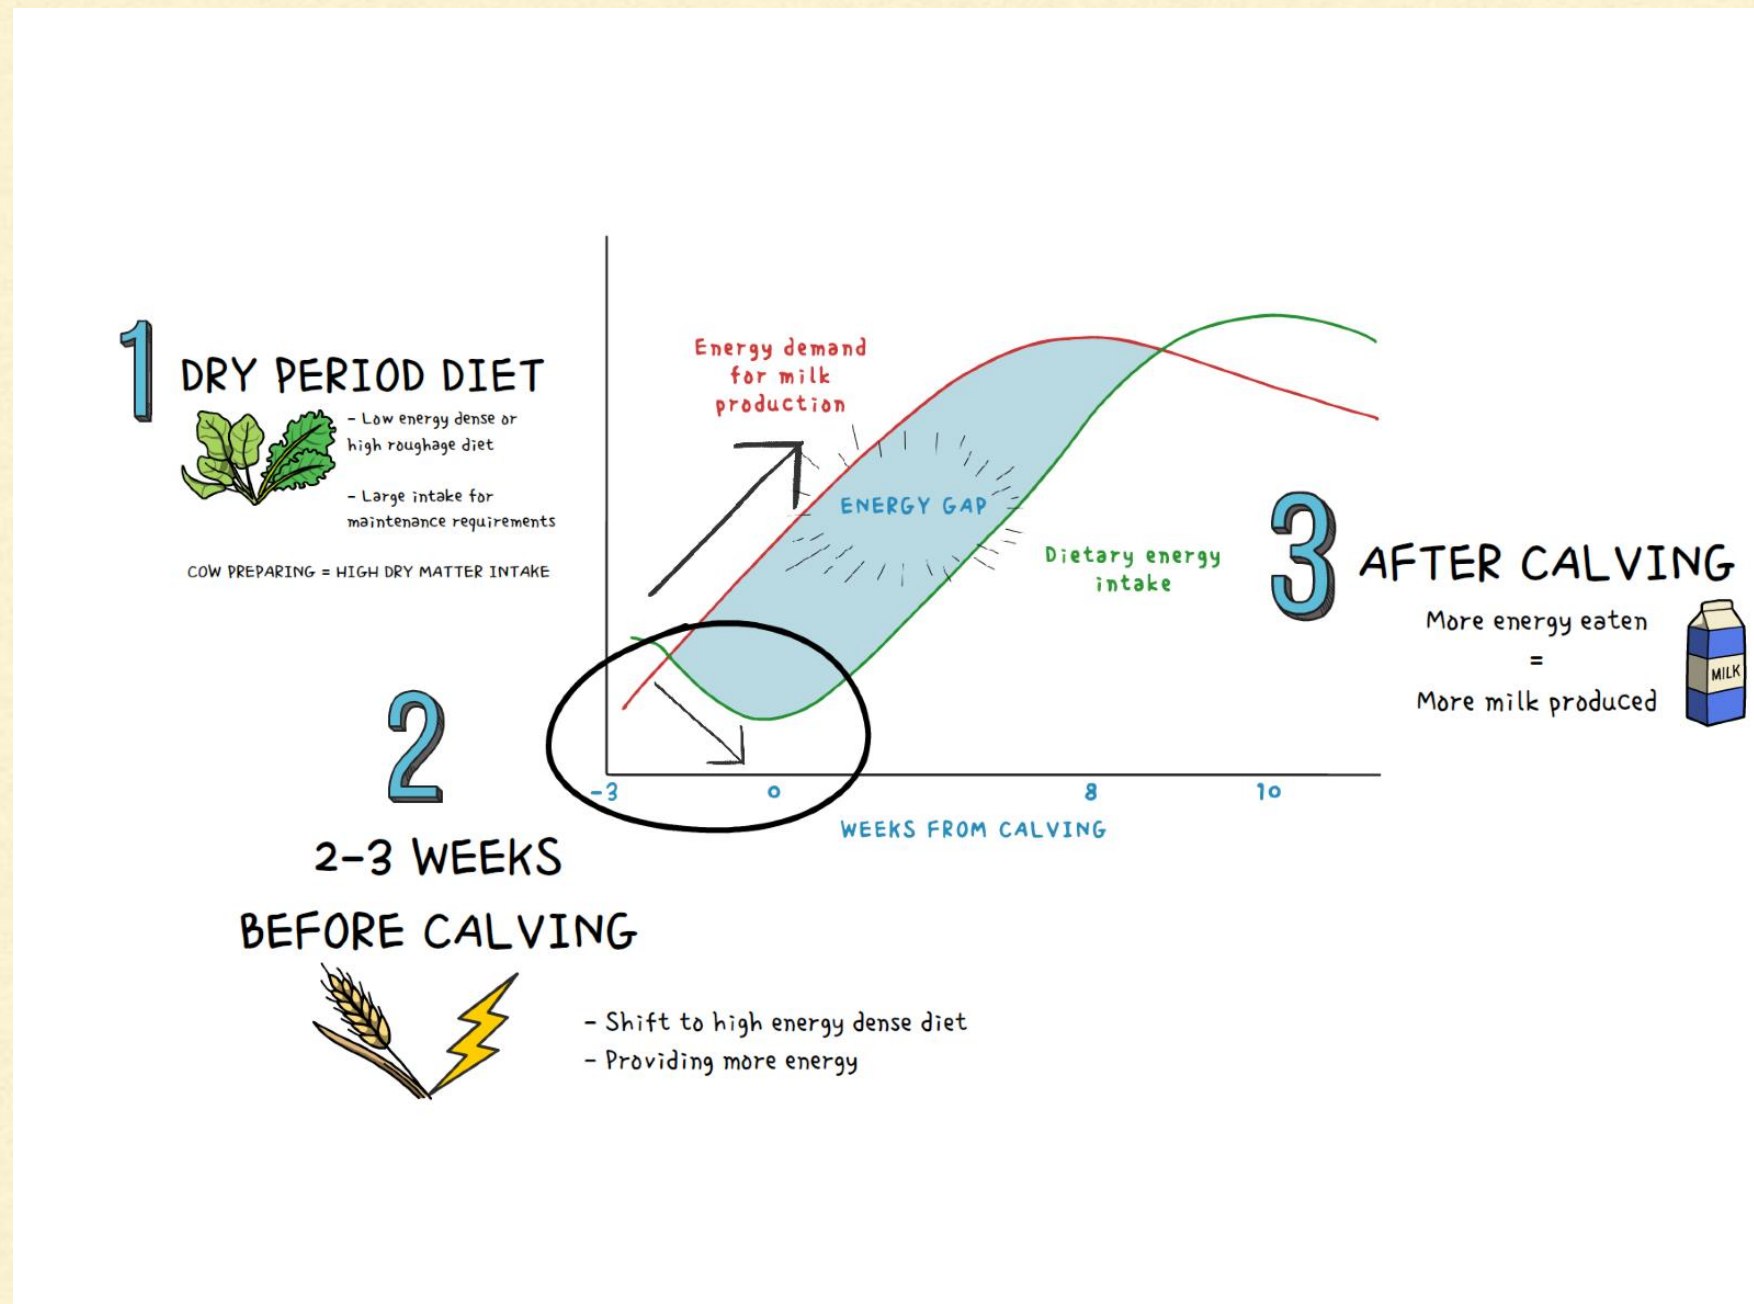 1
DRY PERIOD DIET
- Low energy dense or
high roughage diet
- Large intake for
maintenance requirements
COW PREPARING = HIGH DRY MATTER INTAKE
2
2-3 WEEKS
BEFORE CALVING
- Shift to high energy dense diet
- Providing more energy
Energy demand
for milk
production
ENERGY GAP
Dietary energy
intake
-3 0 8 10
WEEKS FROM CALVING
3
AFTER CALVING
More energy eaten
=
More milk produced
MILK